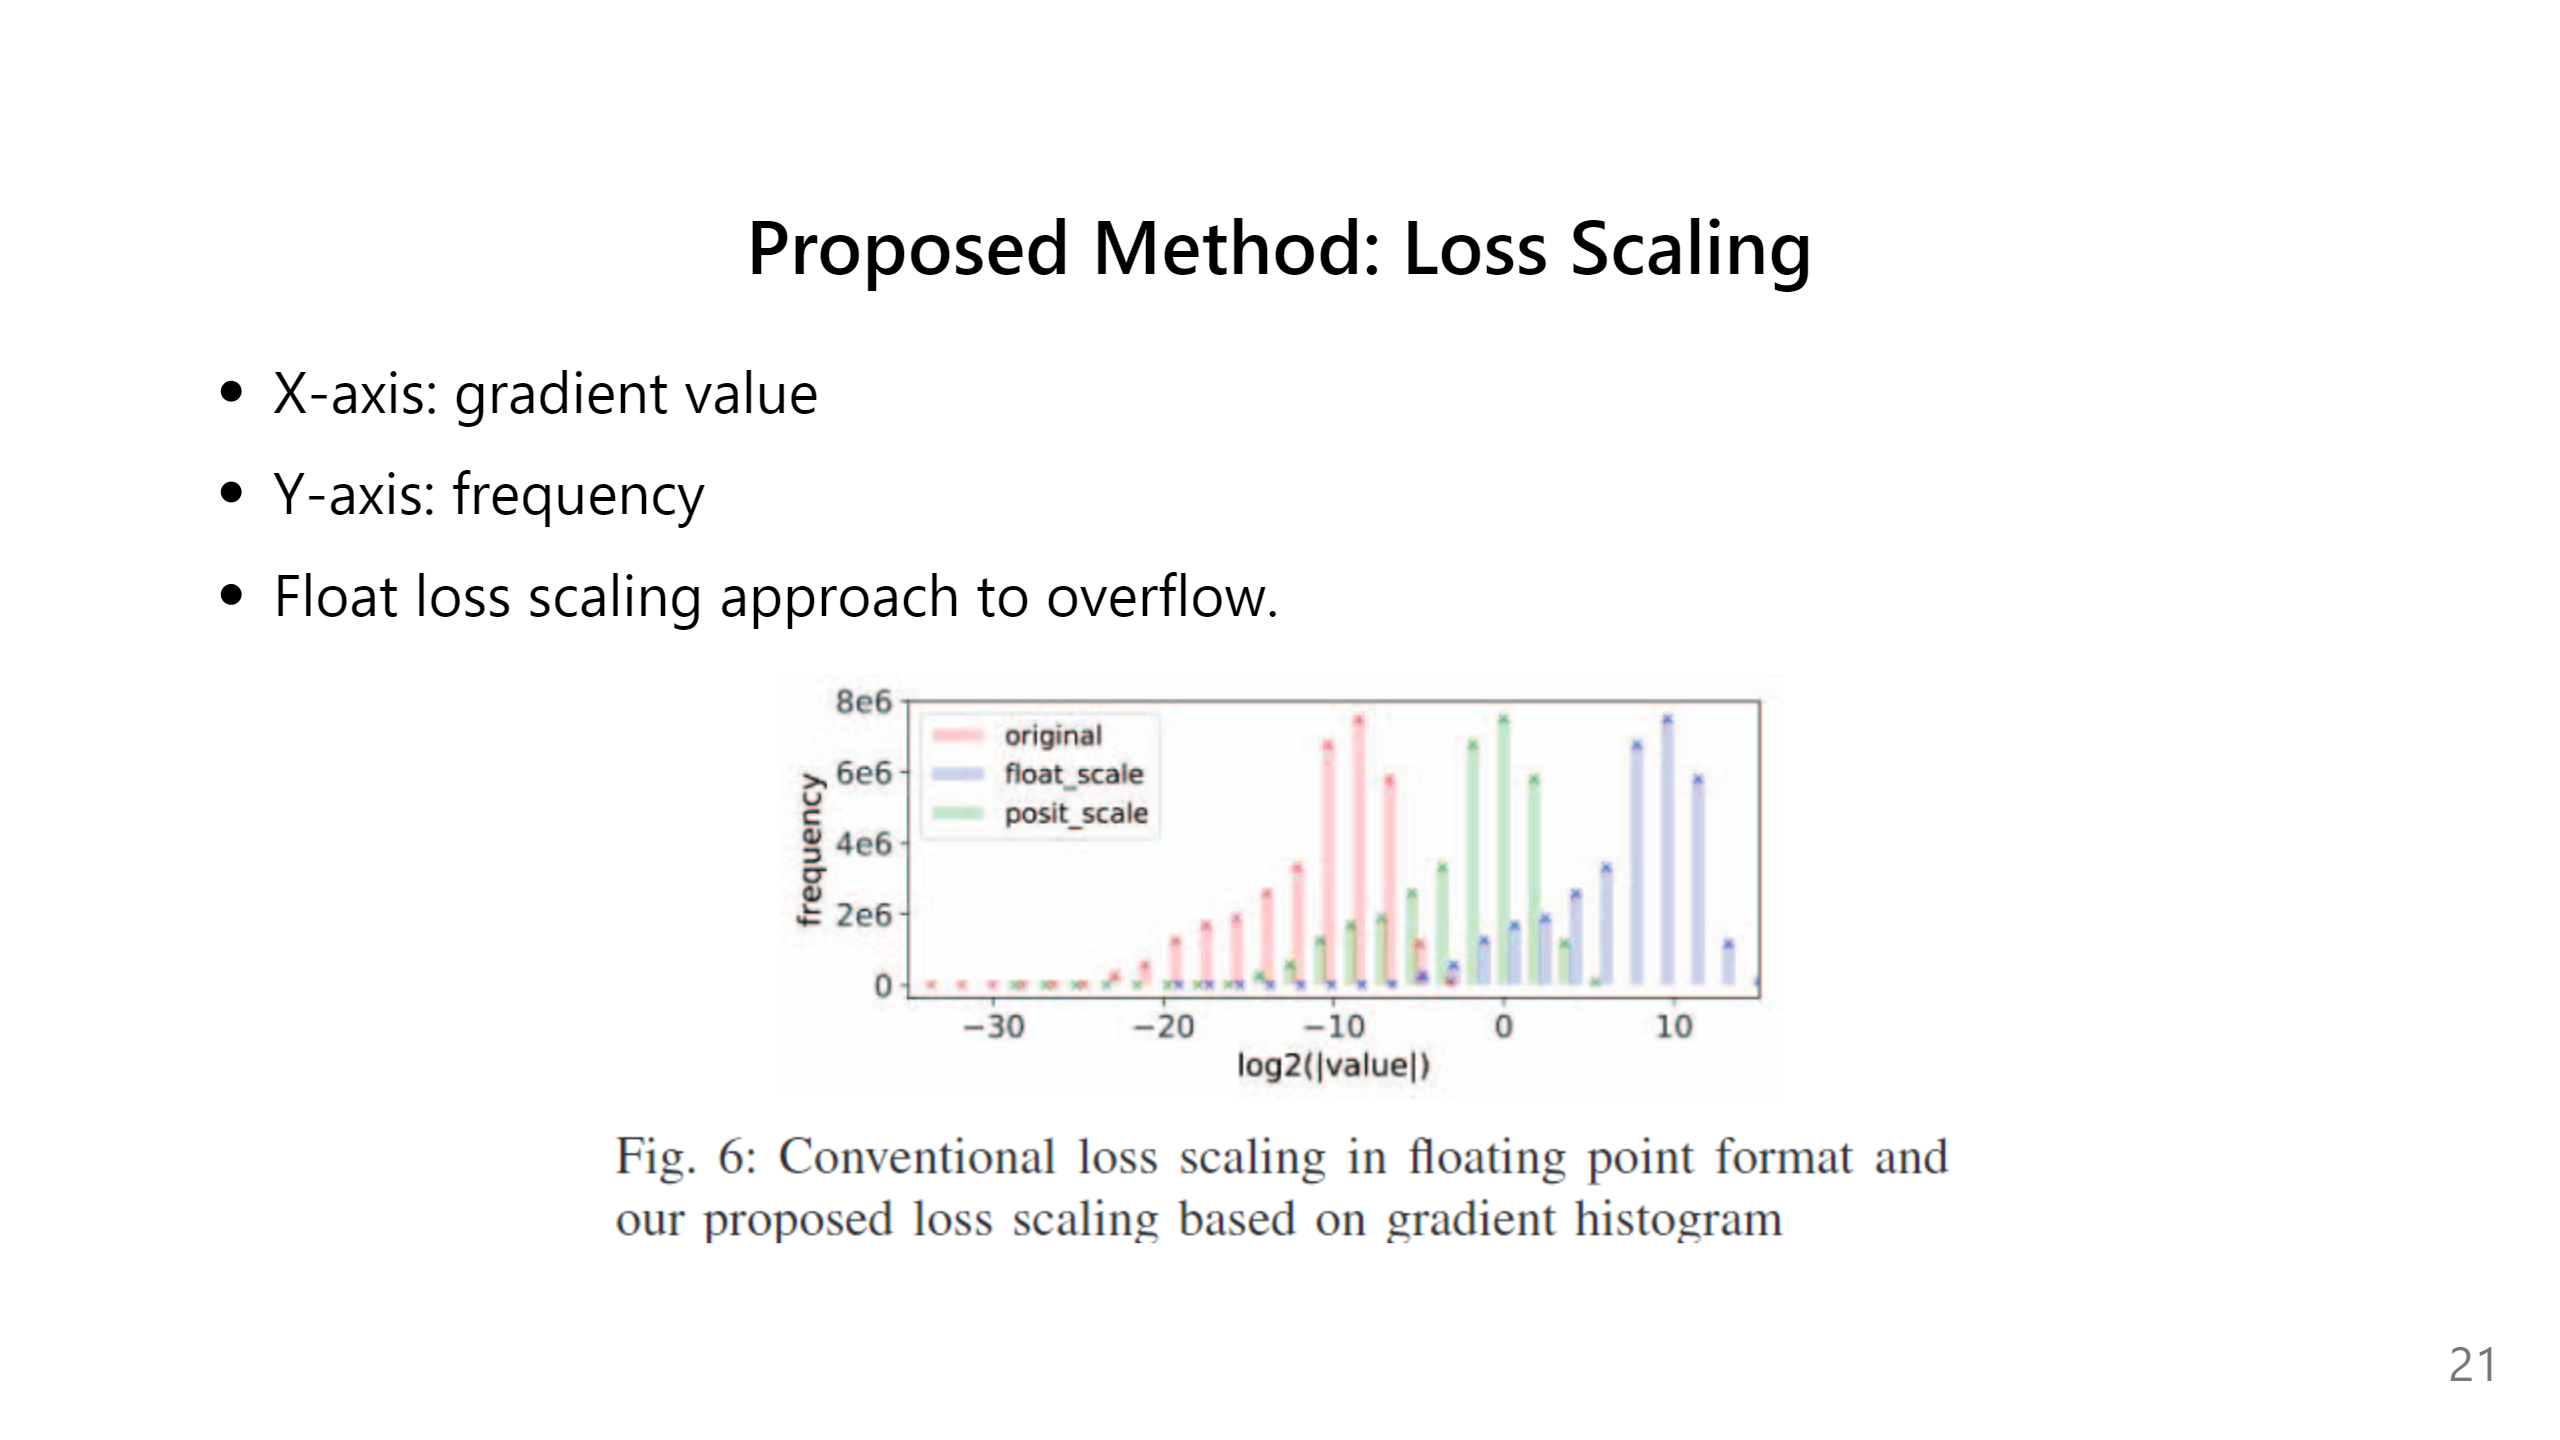 Proposed Method: Loss Scaling
• X-axis: gradient value
• Y-axis: frequency
• Float loss scaling approach to overflow.
8e6
6e6
4e6
2e6
0
frequency
original
float_scale
posit_scale
−30 −20 −10 0 10
log2(|value|)
Fig. 6: Conventional loss scaling in floating point format and
our proposed loss scaling based on gradient histogram
21